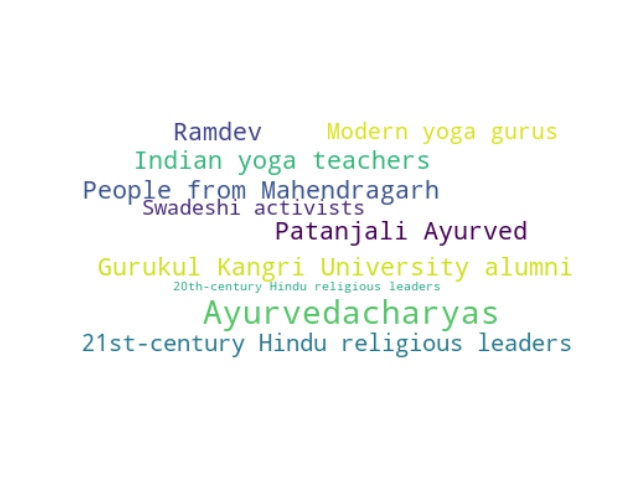 Ramdev
Modern yoga gurus
Indian yoga teachers
People from Mahendragarh
Swadeshi activists
Patanjali Ayurved
Gurukul Kangri University alumni
20th-century Hindu religious leaders
Ayurvedacharyas
21st-century Hindu religious leaders